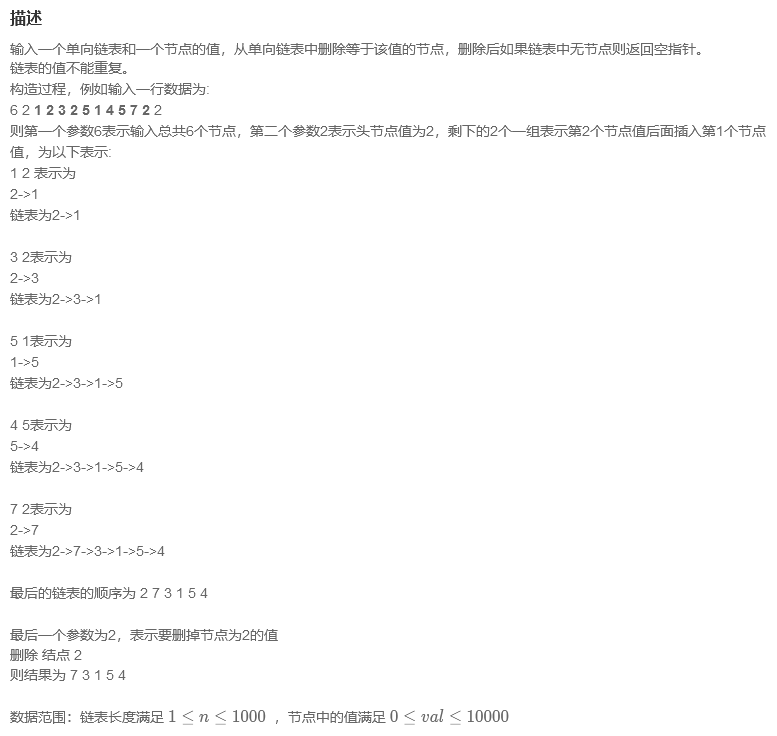 描述
输入一个单向链表和一个节点的值，从单向链表中删除等于该值的节点，删除后如果链表中无节点则返回空指针。
链表的值不能重复。
构造过程，例如输入一行数据为:
6 2 1 2 3 2 5 1 4 5 7 2 2
则第一个参数6表示输入总共6个节点，第二个参数2表示头节点值为2，剩下的2个一组表示第2个节点值后面插入第1个节点
值，为以下表示:
1 2 表示为
2->1
链表为2->1
3 2表示为
2->3
链表为2->3->1
5 1表示为
1->5
链表为2->3->1->5
4 5表示为
5->4
链表为2->3->1->5->4
7 2表示为
2->7
链表为2->7->3->1->5->4
最后的链表的顺序为 2 7 3 1 5 4
最后一个参数为2，表示要删掉节点为2的值
删除 结点 2
则结果为 7 3 1 5 4
数据范围：链表长度满足 1 ≤ n ≤ 1000 ，节点中的值满足 0 ≤ val ≤ 10000